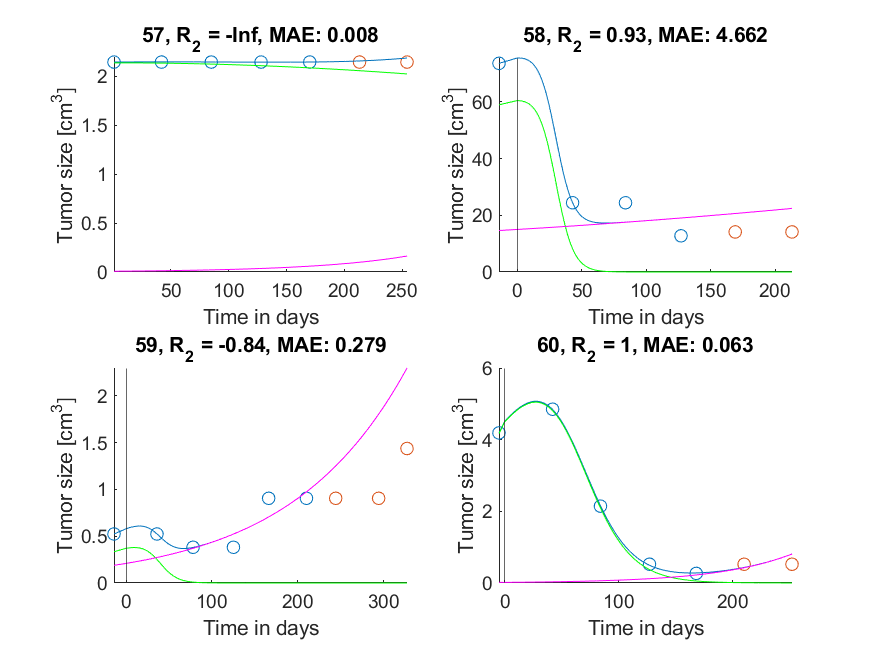 57, R2 = -Inf, MAE: 0.008
Tumor size [cm3]
2
1.5
1
0.5
0
50 100 150 200 250
Time in days
58, R2 = 0.93, MAE: 4.662
Tumor size [cm3]
60
40
20
0
0 50 100 150 200
Time in days
59, R2 = -0.84, MAE: 0.279
Tumor size [cm3]
2
1.5
1
0.5
0
0 100 200 300
Time in days
60, R2 = 1, MAE: 0.063
Tumor size [cm3]
6
4
2
0
0 100 200
Time in days